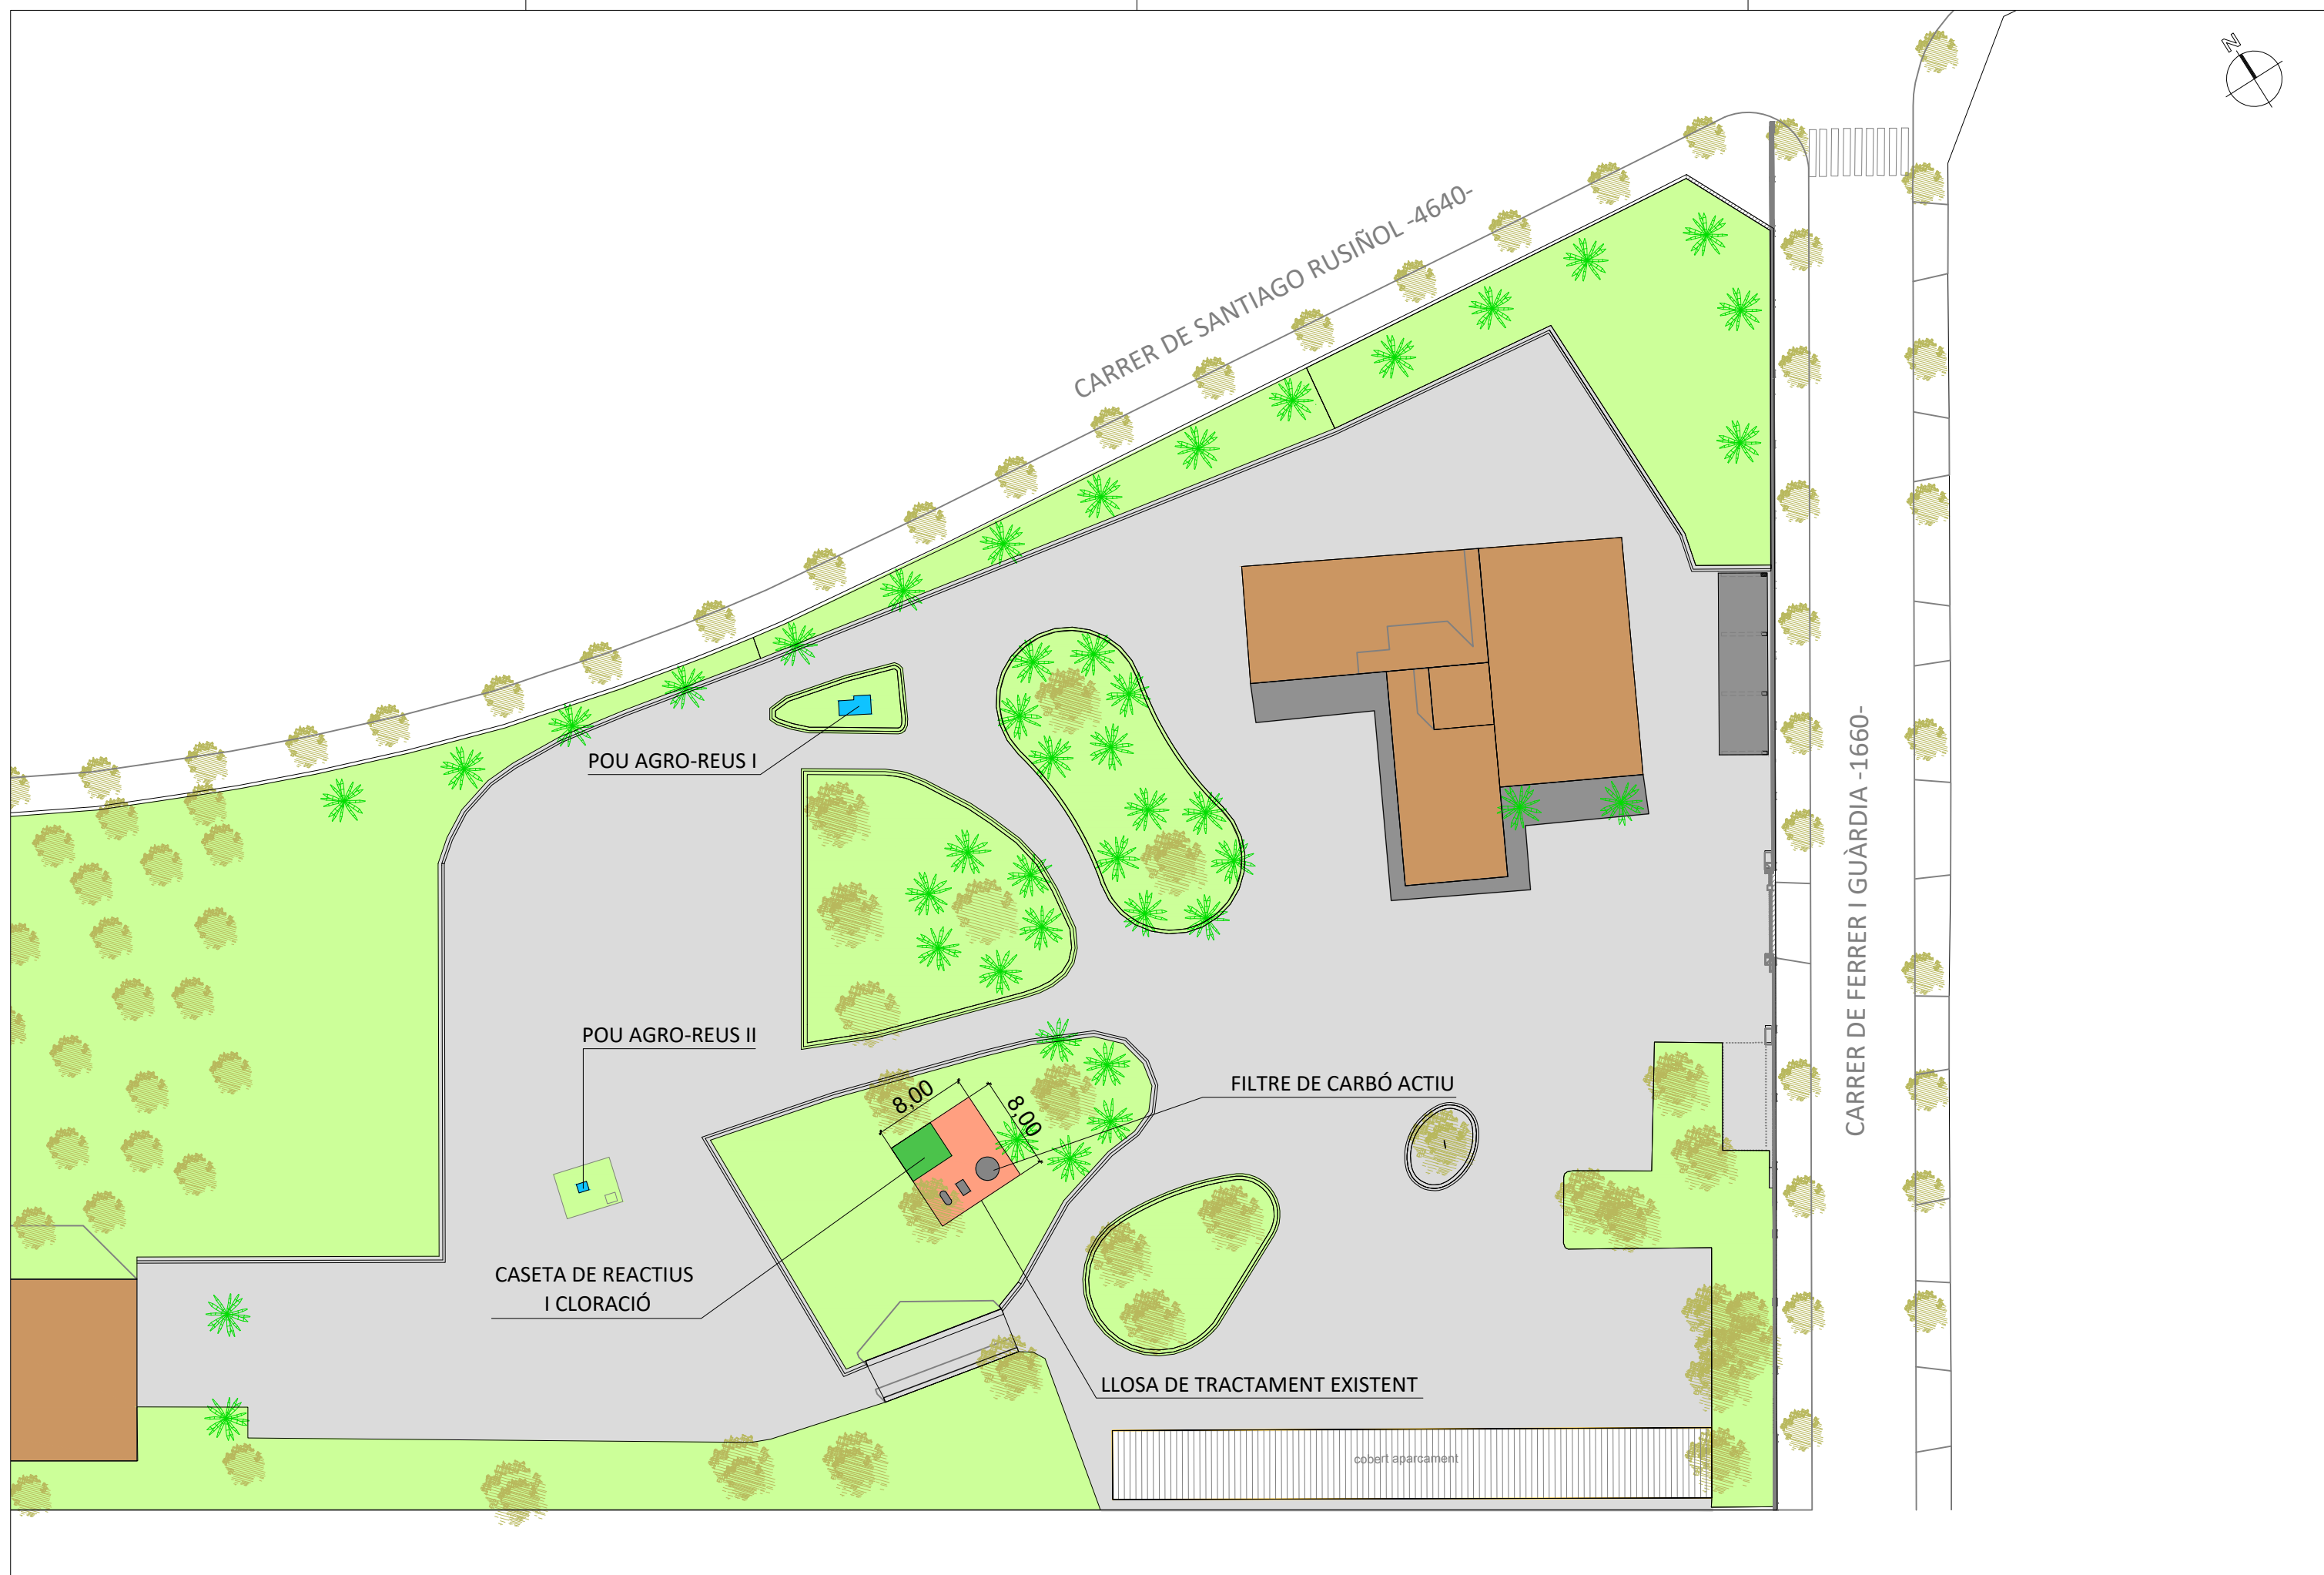 N
CARRER DE SANTIAGO RUSIÑOL -4640-
POU AGRO-REUS I
CARRER DE FERRER I GUÀRDIA -1660-
POU AGRO-REUS II
8,00
8,00
FILTRE DE CARBÓ ACTIU
CASETA DE REACTIUS
I CLORACIÓ
LLOSA DE TRACTAMENT EXISTENT
cobert aparcament